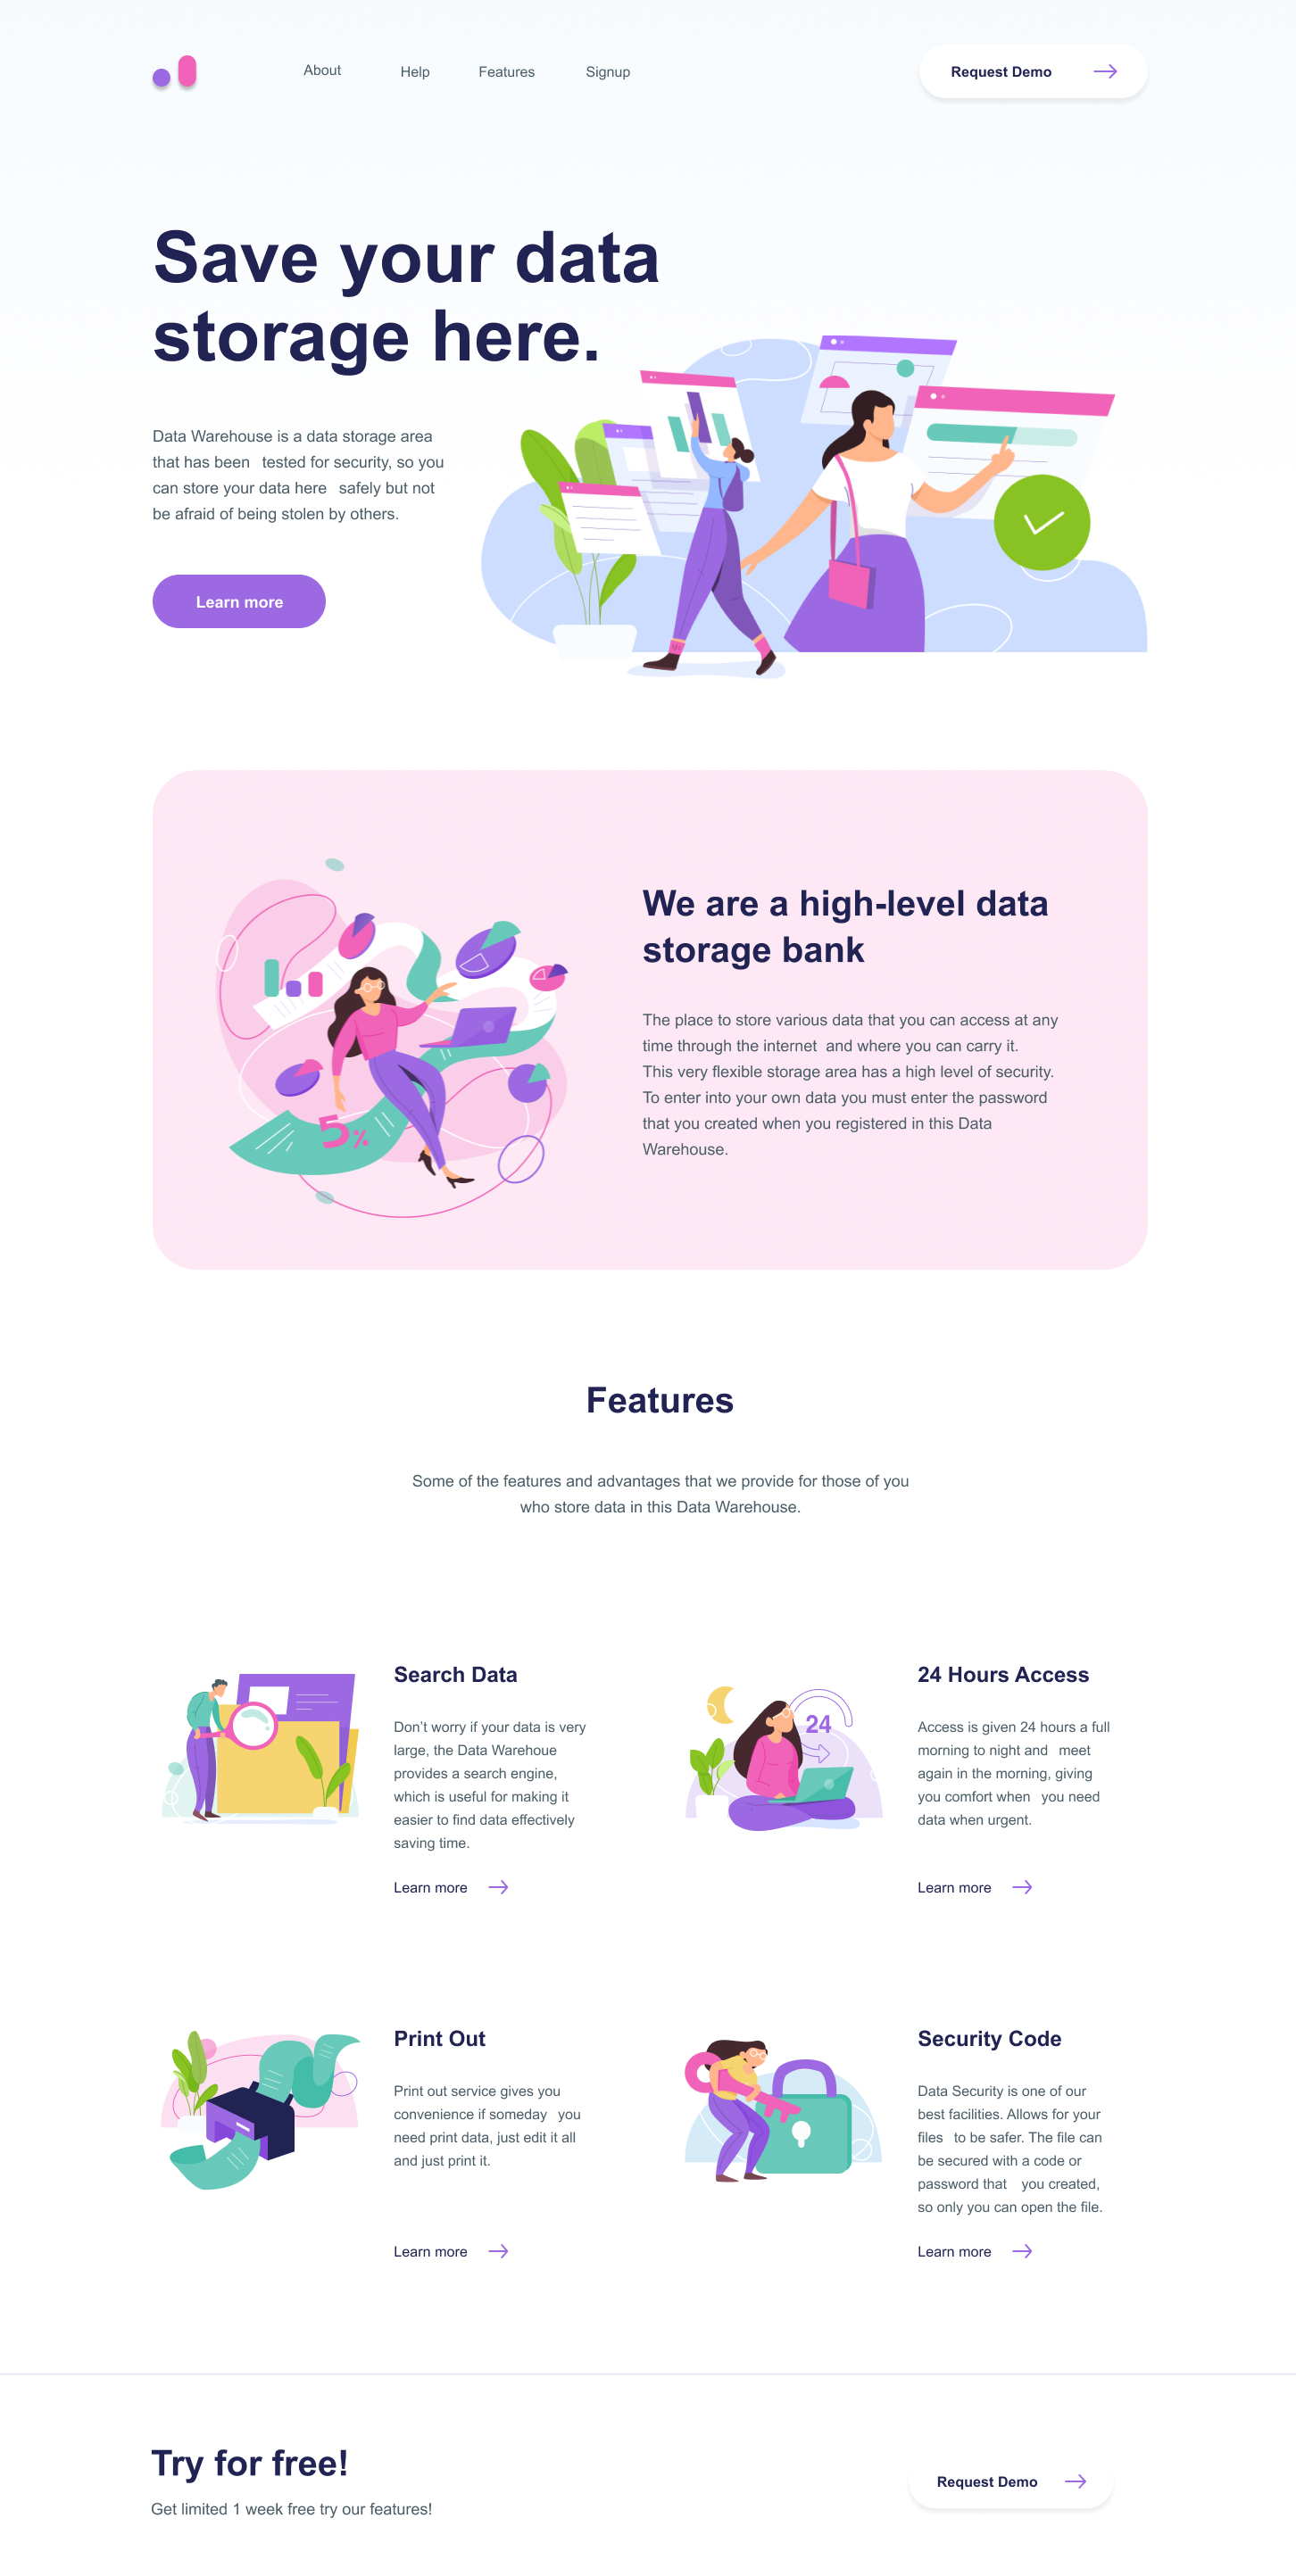 About
Help
Features
Signup
Request Demo
Save your data
storage here.
Data Warehouse is a data storage area
that has been tested for security, so you
can store your data here safely but not
be afraid of being stolen by others.
Learn more
We are a high-level data
storage bank
The place to store various data that you can access at any
time through the internet and where you can carry it.
This very flexible storage area has a high level of security.
To enter into your own data you must enter the password
that you created when you registered in this Data
Warehouse.
5%
Features
Some of the features and advantages that we provide for those of you
who store data in this Data Warehouse.
Search Data
Don't worry if your data is very
large, the Data Warehoue
provides a search engine,
which is useful for making it
easier to find data effectively
saving time.
Learn more
24
24 Hours Access
Access is given 24 hours a full
morning to night and meet
again in the morning, giving
you comfort when you need
data when urgent.
Learn more
Print Out
Print out service gives you
convenience if someday you
need print data, just edit it all
and just print it.
Learn more
Security Code
Data Security is one of our
best facilities. Allows for your
files to be safer. The file can
be secured with a code or
password that you created,
so only you can open the file.
Learn more
Try for free!
Get limited 1 week free try our features!
Request Demo